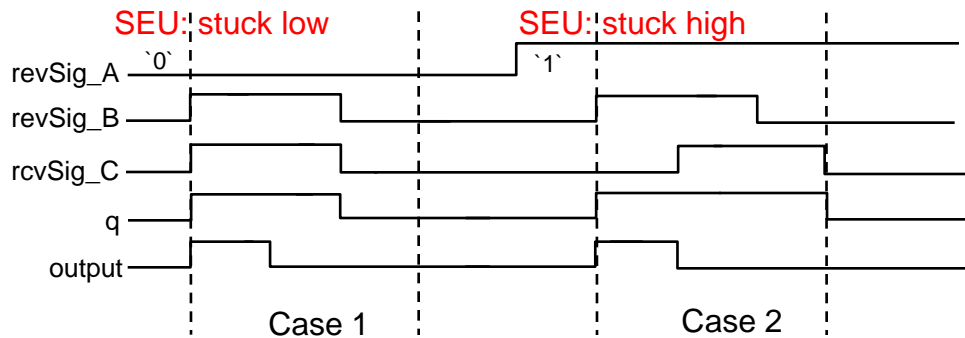 SEU: stuck low
SEU: stuck high
`0`
`1`
revSig_A
revSig_B
rcvSig_C
q
output
Case 1
Case 2